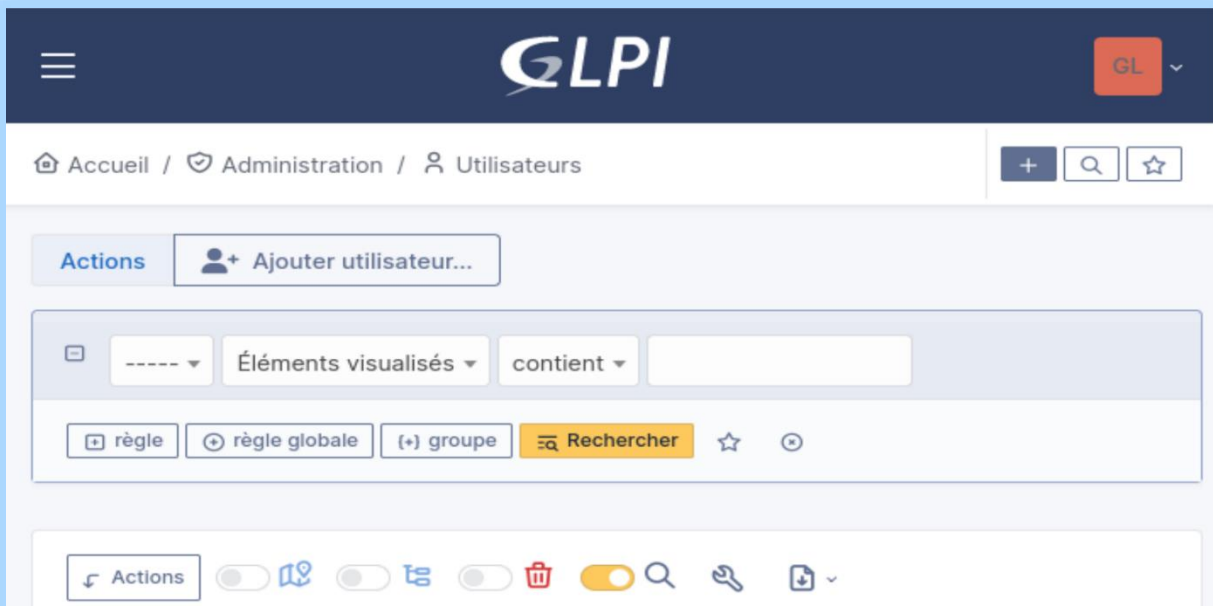 GLPI
GL
Accueil / Administration / Utilisateurs
Actions Ajouter utilisateur...
----- Éléments visualisés contient
règle règle globale (+) groupe Rechercher
Actions